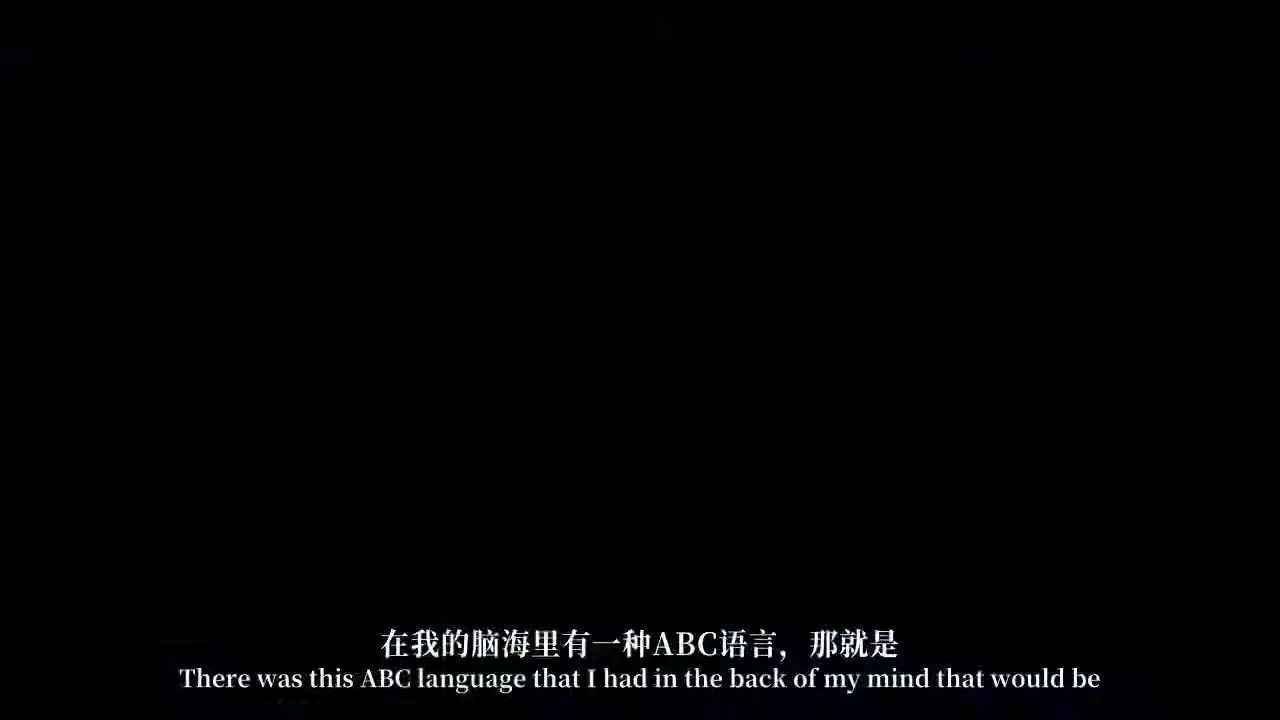 在我的脑海里有一种ABC语言，那就是
There was this ABC language that I had in the back of my mind that would be